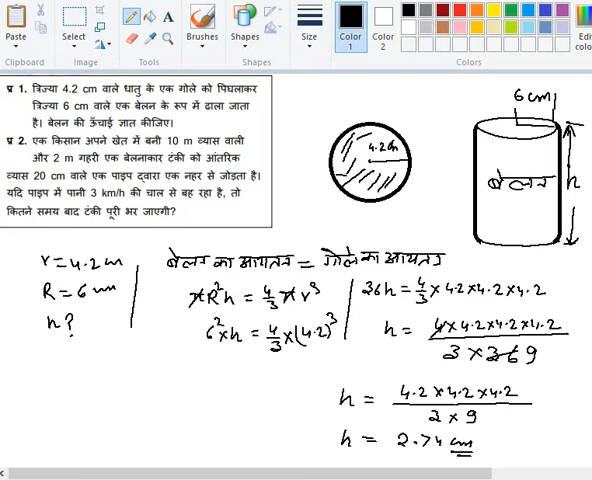 Paste
Select
A
Brushes
Shapes
Size
Color 1
Color 2
Clipboard
Image
Tools
Shapes
Colors
प्र 1. त्रिज्या 4.2 cm वाले धातु के एक गोले को पिघलाकर
त्रिज्या 6 cm वाले एक बेलन के रूप में ढाला जाता
है। बेलन की ऊँचाई ज्ञात कीजिए।
प्र 2. एक किसान अपने खेत में बनी 10 m व्यास वाली
और 2 m गहरी एक बेलनाकार टंकी को आंतरिक
व्यास 20 cm वाले एक पाइप द्वारा एक नहर से जोड़ता है।
यदि पाइप में पानी 3 km/h की चाल से बह रहा है, तो
कितने समय बाद टंकी पूरी भर जाएगी?
4.2 cm
6 cm
बेलन
h
r = 4.2 cm
R = 6 cm
h?
बेलन का आयतन = गोले का आयतन
πR²h = 4/3 πr³
6² × h = 4/3 × (4.2)³
36h = 4/3 × 4.2 × 4.2 × 4.2
h = 4 × 4.2 × 4.2 × 4.2
3 × 36 9
h = 4.2 × 4.2 × 4.2
3 × 9
h = 2.74 cm